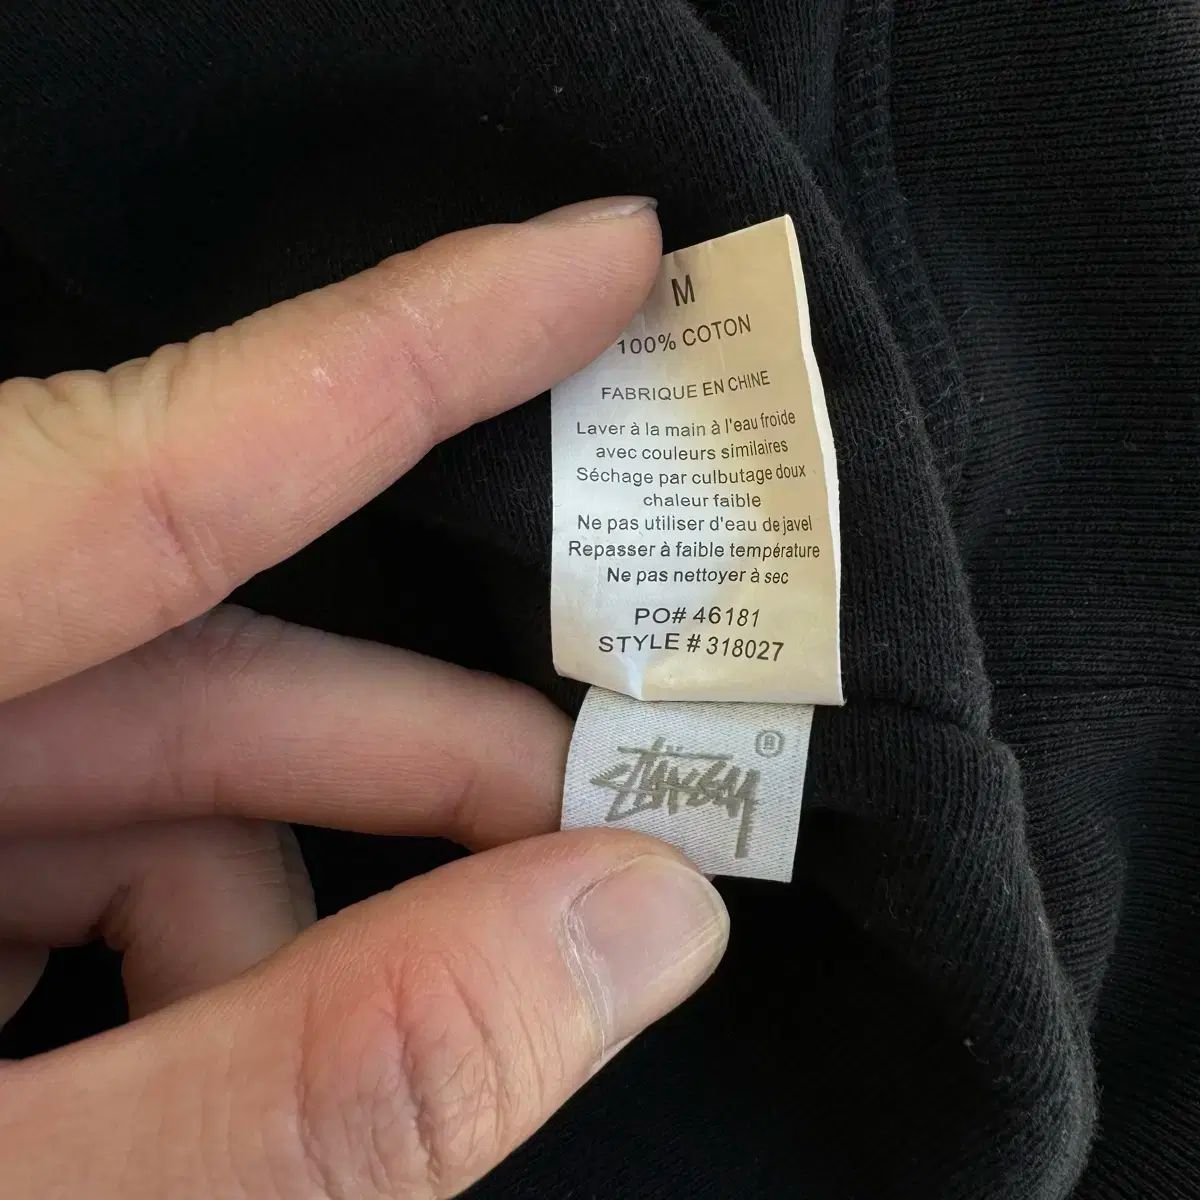 M
100% COTON
FABRIQUE EN CHINE
Laver à la main à l'eau froide
avec couleurs similaires
Séchage par culbutage doux
chaleur faible
Ne pas utiliser d'eau de javel
Repasser à faible température
Ne pas nettoyer à sec
PO# 46181
STYLE # 318027
Stüssy ®